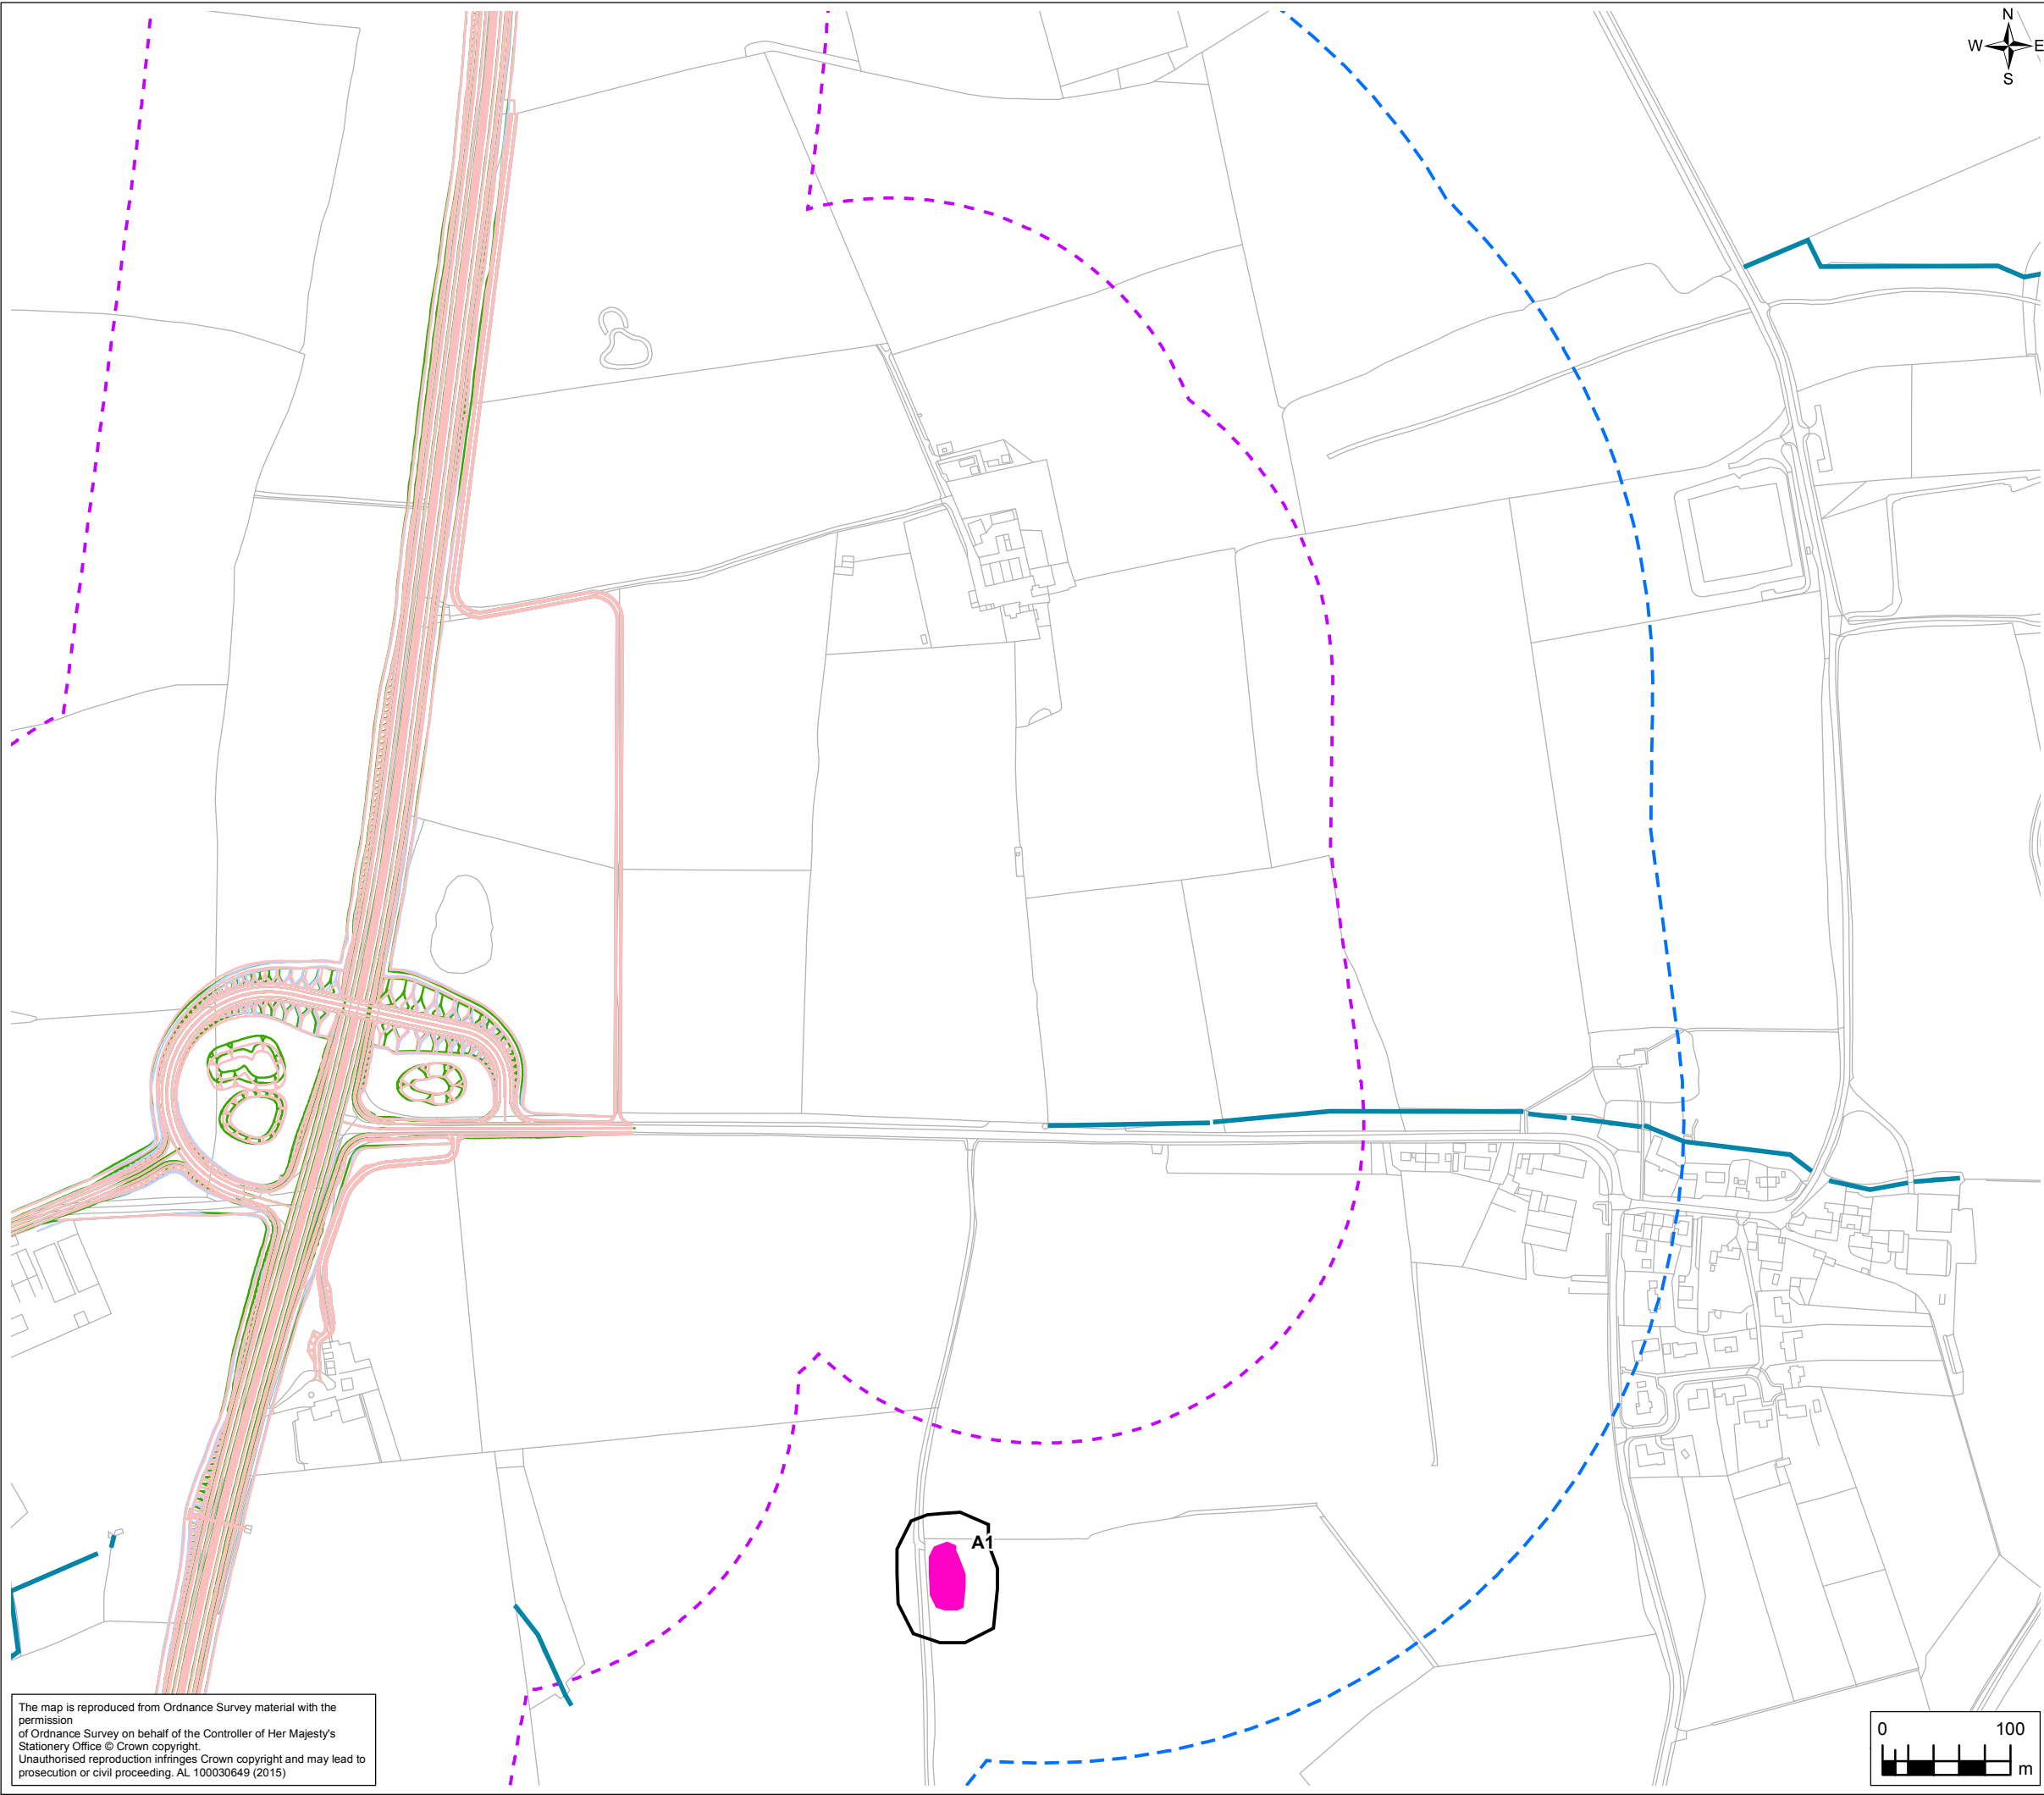 N
W E
S
A1
The map is reproduced from Ordnance Survey material with the
permission
of Ordnance Survey on behalf of the Controller of Her Majesty's
Stationery Office © Crown copyright.
Unauthorised reproduction infringes Crown copyright and may lead to
prosecution or civil proceeding. AL 100030649 (2015)
0 100
m